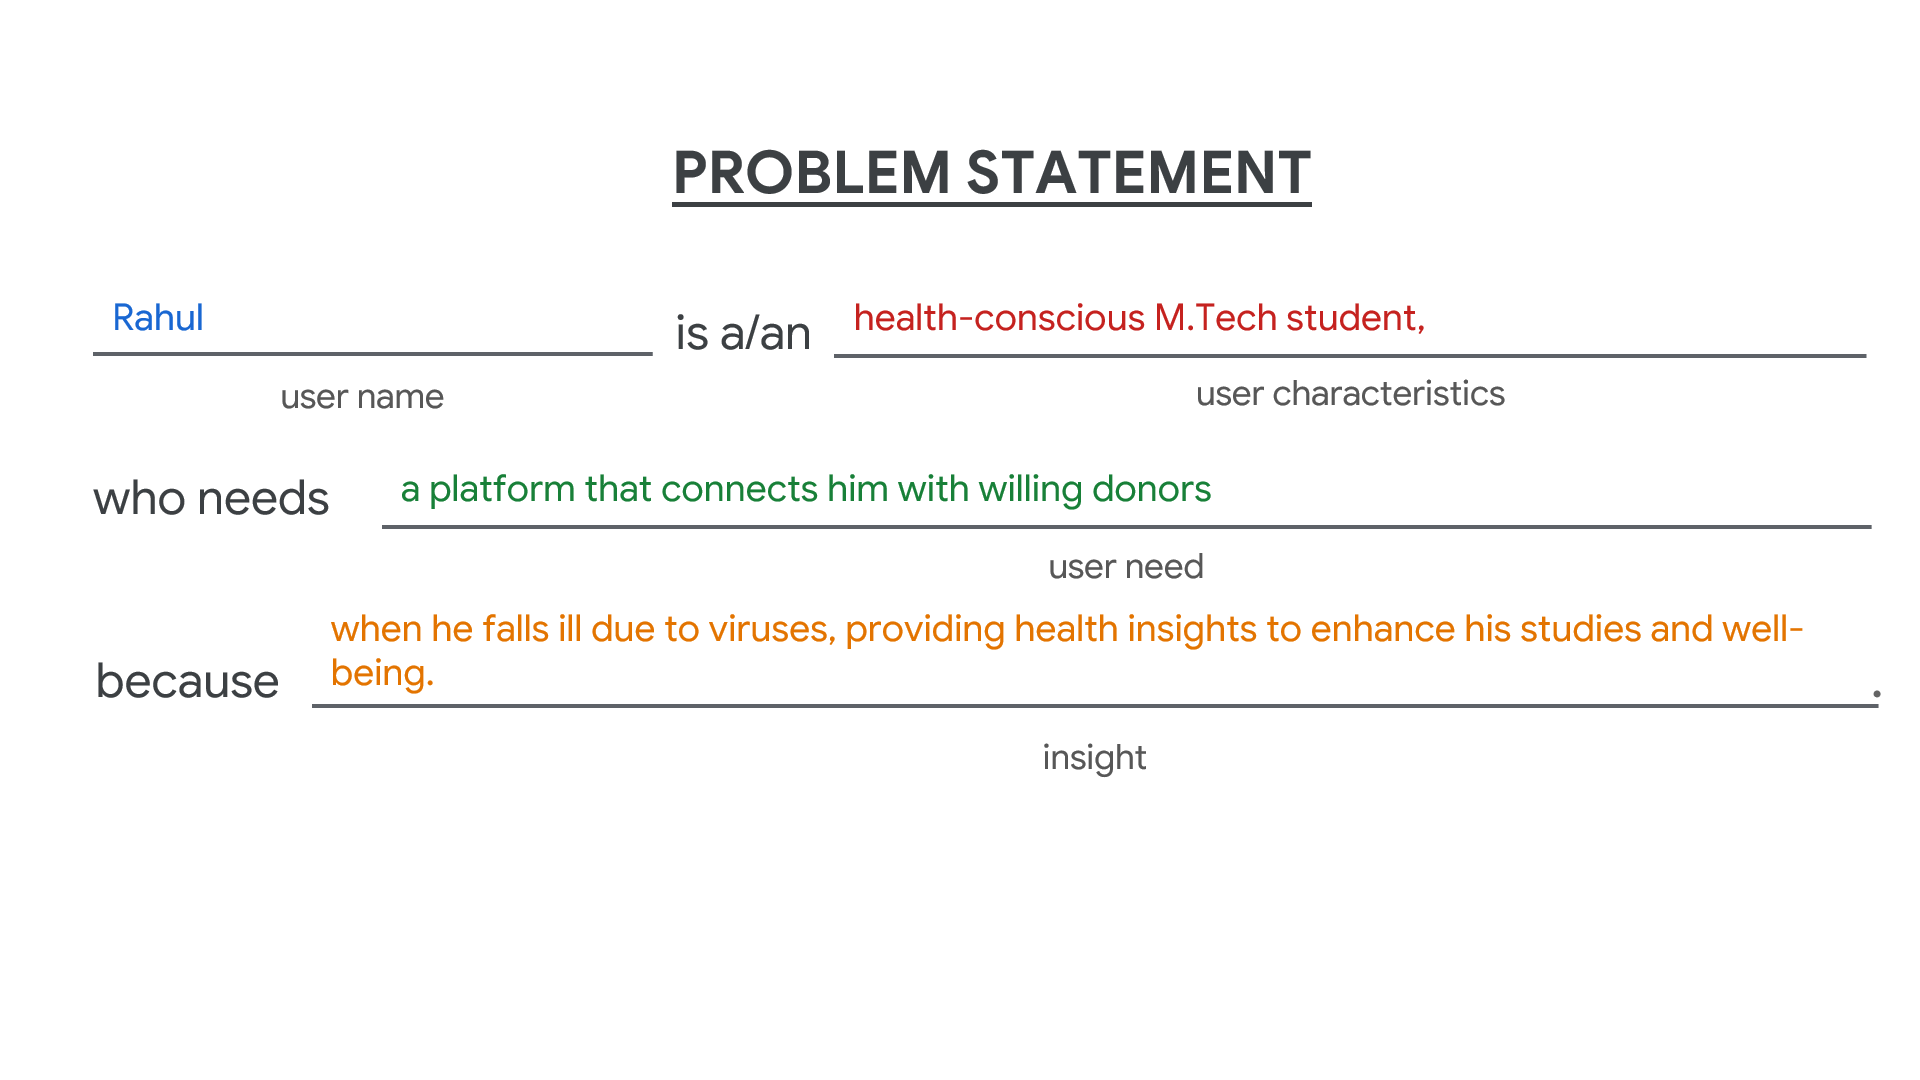 PROBLEM STATEMENT
Rahul is a/an health-conscious M.Tech student,
user name user characteristics
who needs a platform that connects him with willing donors
user need
because when he falls ill due to viruses, providing health insights to enhance his studies and well-
being. .
insight